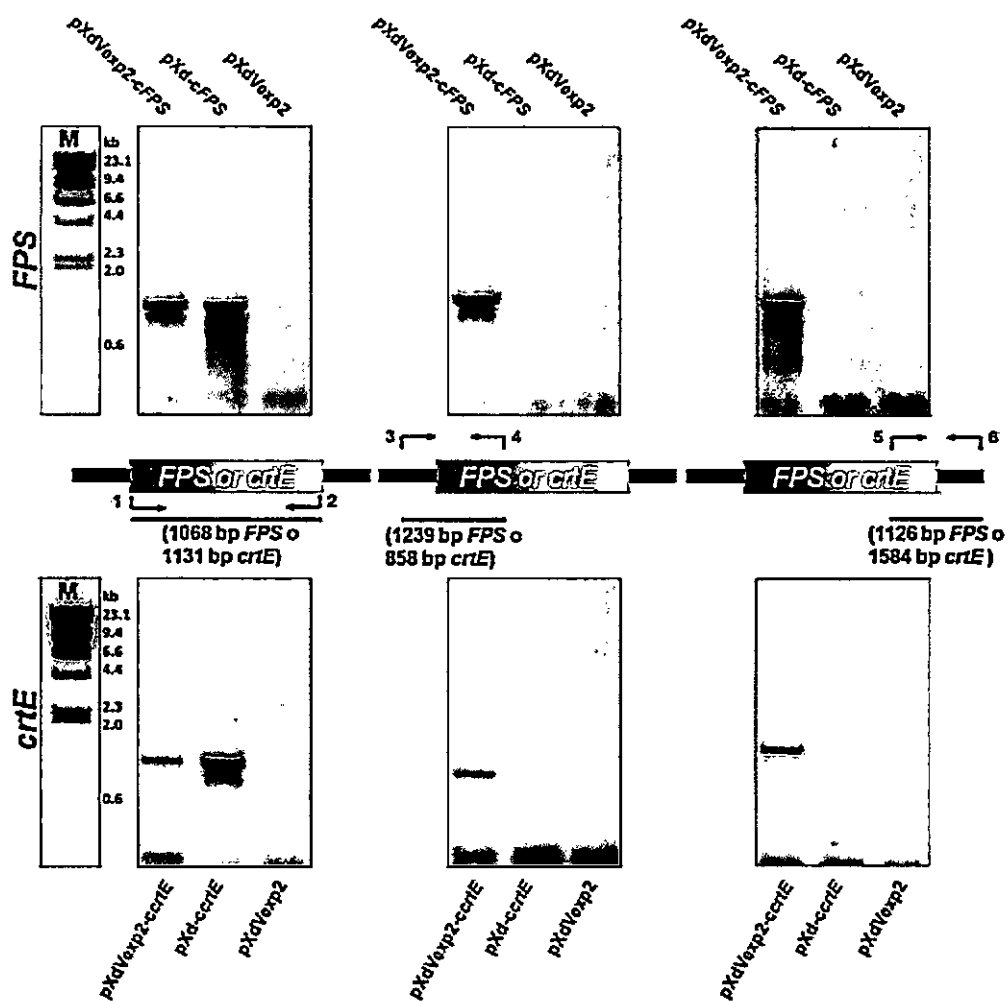 pXdVexp2-cFPS
pXd-cFPS
pXdVexp2
pXdVexp2-cFPS
pXd-cFPS
pXdVexp2
pXdVexp2-cFPS
pXd-cFPS
pXdVexp2
M
kb
23.1
9.4
6.6
4.4
2.3
2.0
0.6
FPS
3
4
5
6
FPS or crtE
FPS or crtE
FPS or crtE
1
2
(1068 bp FPS o
1131 bp crtE)
(1239 bp FPS o
858 bp crtE)
(1126 bp FPS o
1584 bp crtE )
M
kb
23.1
9.4
6.6
4.4
2.3
2.0
0.6
crtE
pXdVexp2-ccrtE
pXd-ccrtE
pXdVexp2
pXdVexp2-ccrtE
pXd-ccrtE
pXdVexp2
pXdVexp2-ccrtE
pXd-ccrtE
pXdVexp2